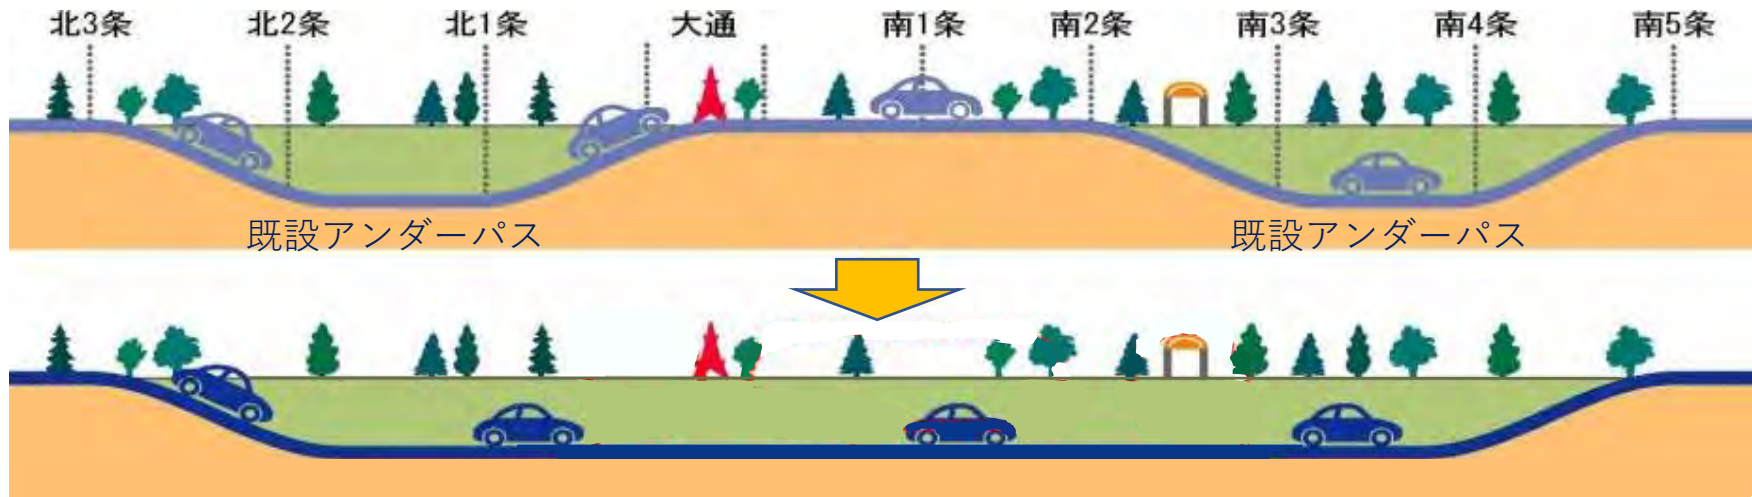 北3条 北2条 北1条 大通 南1条 南2条 南3条 南4条 南5条
既設アンダーパス 既設アンダーパス